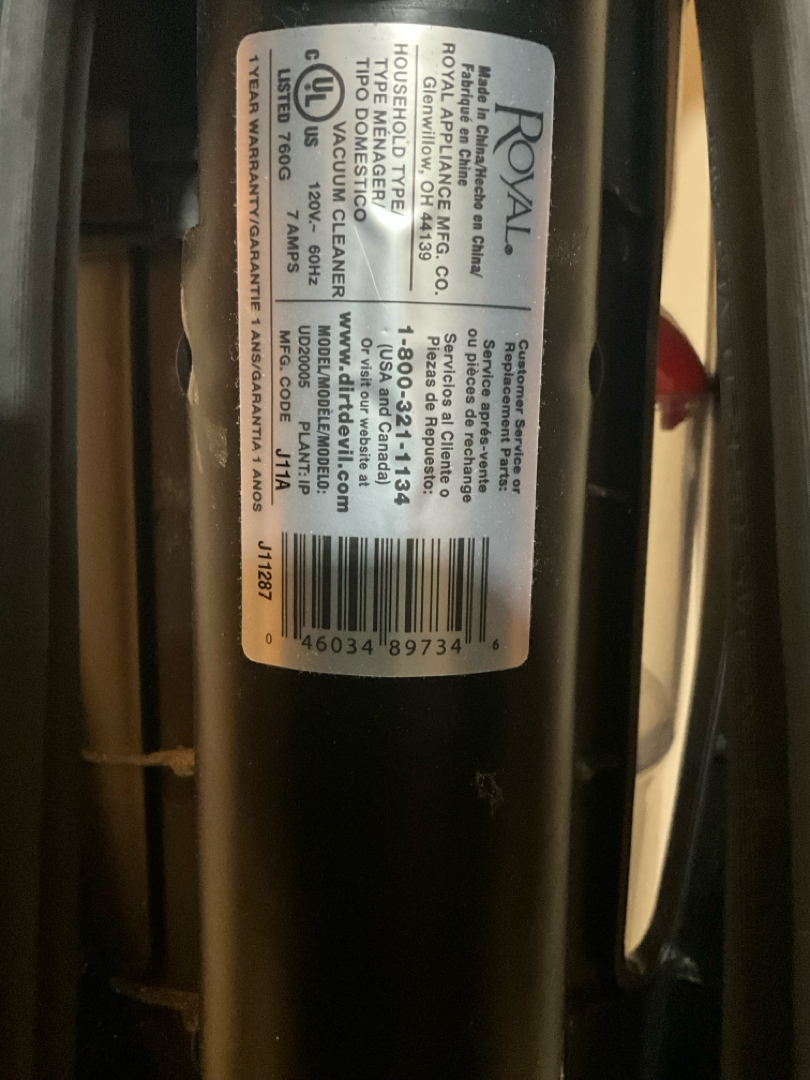 ROYAL®
Made in China/Hecho en China/
Fabriqué en Chine
ROYAL APPLIANCE MFG. CO.
Glenwillow, OH 44139
HOUSEHOLD TYPE/
TYPE MÉNAGER/
TIPO DOMESTICO
VACUUM CLEANER
C UL US 120V.~ 60Hz
LISTED 760G 7 AMPS
1 YEAR WARRANTY/GARANTIE 1 ANS/GARANTIA 1 ANOS
Customer Service or
Replacement Parts:
Service aprés-vente
ou pièces de rechange
Servicios al Cliente o
Piezas de Repuesto:
1-800-321-1134
(USA and Canada)
Or visit our website at
www.dirtdevil.com
MODEL/MODÈLE/MODELO:
UD20005 PLANT: IP
MFG. CODE J11A
J11287
0 46034 89734 6